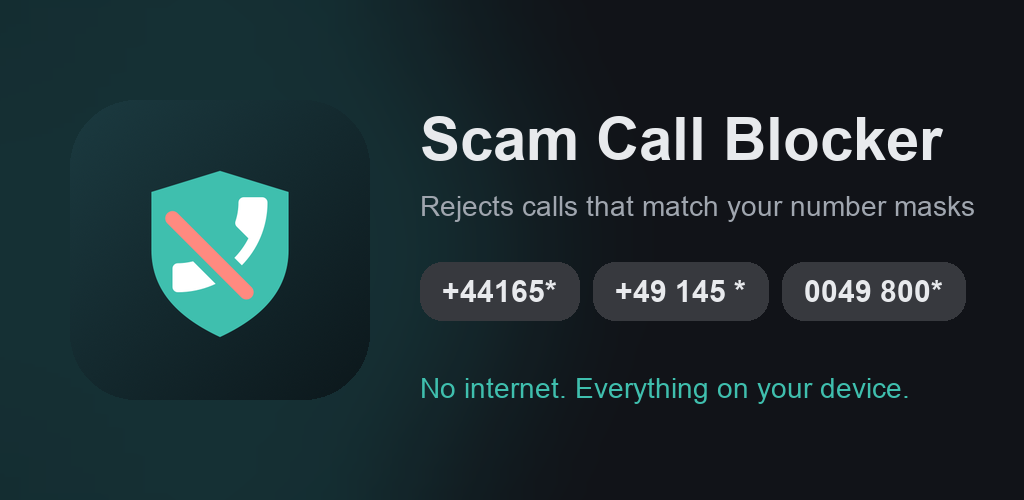 Scam Call Blocker
Rejects calls that match your number masks
+44165* +49 145 * 0049 800*
No internet. Everything on your device.